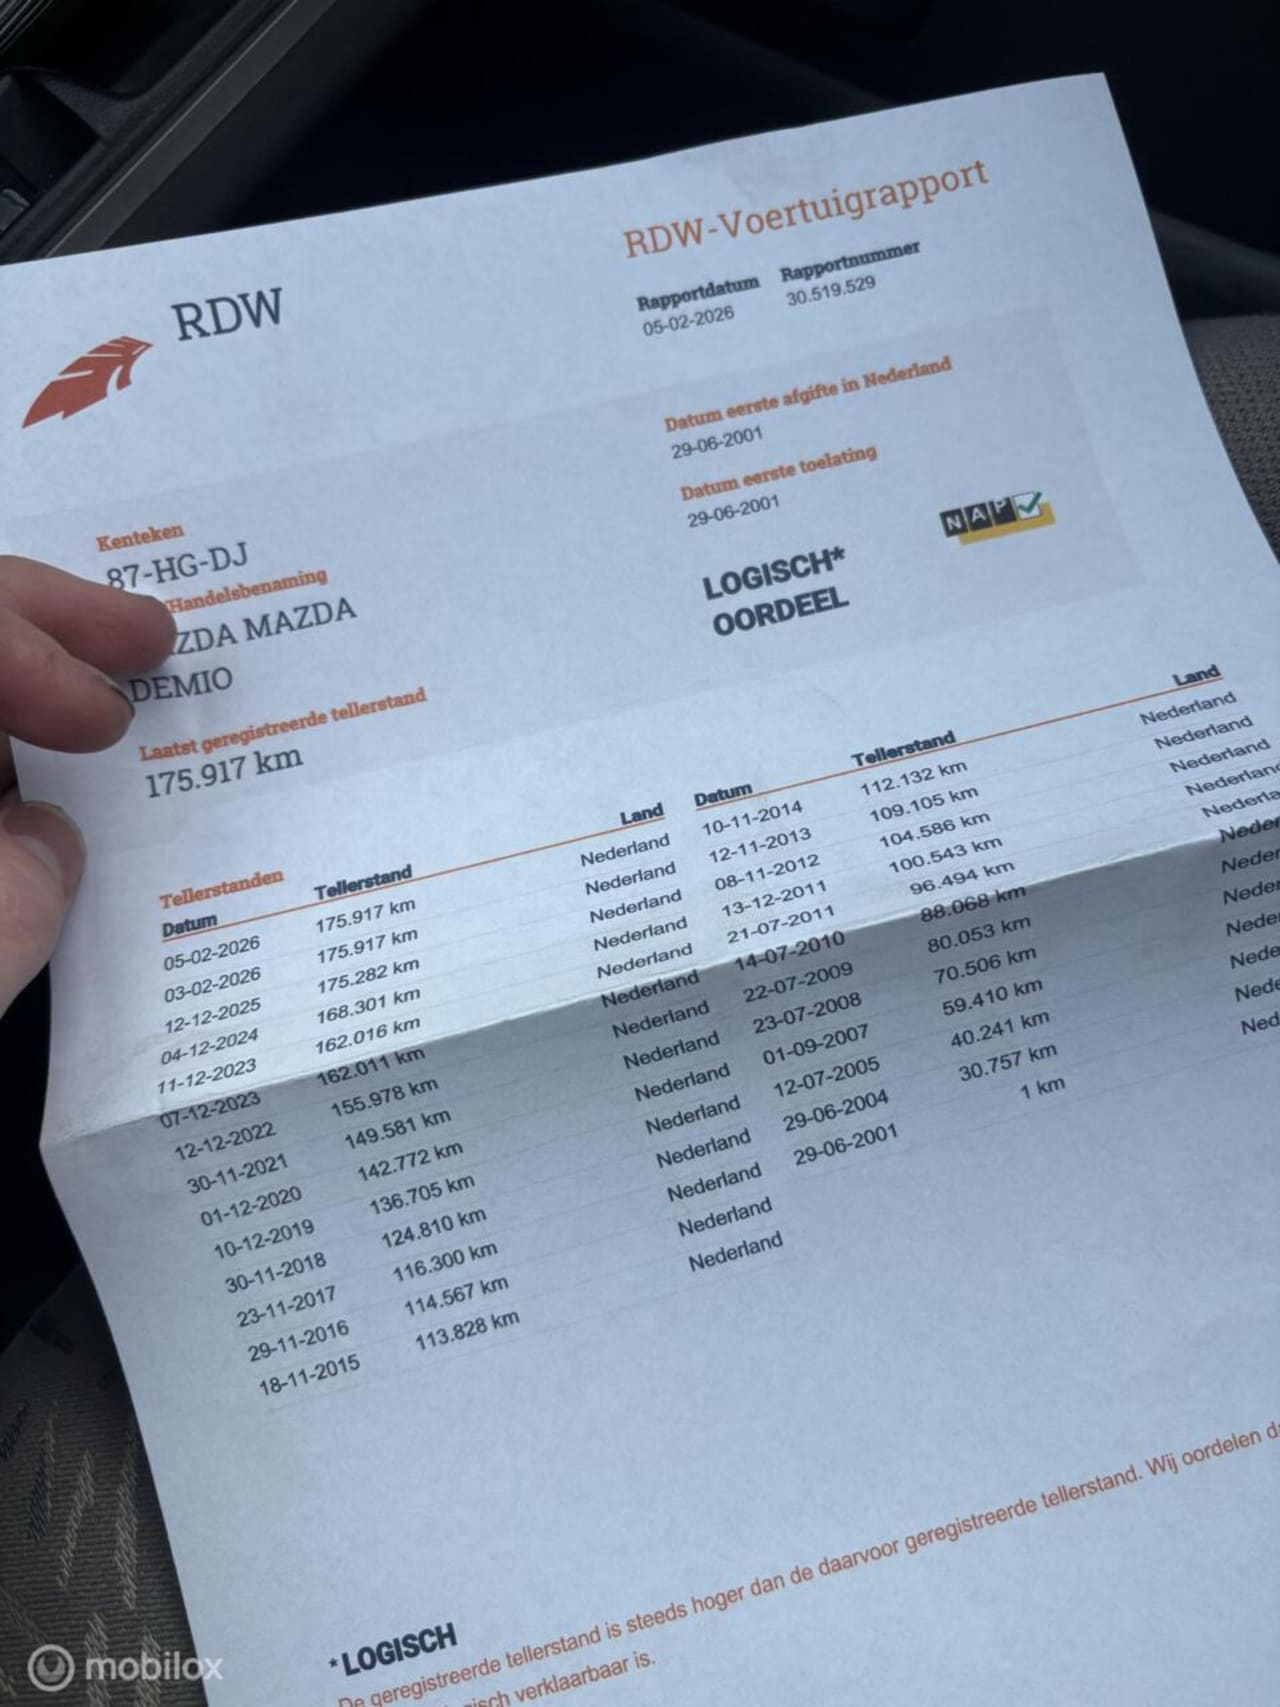 RDW
RDW-Voertuigrapport
Rapportdatum Rapportnummer
05-02-2026 30.519.529
Kenteken
87-HG-DJ
Handelsbenaming
ZDA MAZDA
DEMIO
Laatst geregistreerde tellerstand
175.917 km
Datum eerste afgifte in Nederland
29-06-2001
Datum eerste toelating
29-06-2001
LOGISCH*
OORDEEL
NAP
Tellerstanden
Datum Tellerstand Land
05-02-2026 175.917 km Nederland
03-02-2026 175.917 km Nederland
12-12-2025 175.282 km Nederland
04-12-2024 168.301 km Nederland
11-12-2023 162.016 km Nederland
07-12-2023 162.011 km Nederland
12-12-2022 155.978 km Nederland
30-11-2021 149.581 km Nederland
01-12-2020 142.772 km Nederland
10-12-2019 136.705 km Nederland
30-11-2018 124.810 km Nederland
23-11-2017 116.300 km Nederland
29-11-2016 114.567 km Nederland
18-11-2015 113.828 km Nederland
Datum Tellerstand Land
10-11-2014 112.132 km Nederland
12-11-2013 109.105 km Nederland
08-11-2012 104.586 km Nederland
13-12-2011 100.543 km Nederlan
21-07-2011 96.494 km Nederla
14-07-2010 88.068 km Neder
22-07-2009 80.053 km Neder
23-07-2008 70.506 km Neder
01-09-2007 59.410 km Nede
12-07-2005 40.241 km Nede
29-06-2004 30.757 km Nede
29-06-2001 1 km Ned
* LOGISCH
De geregistreerde tellerstand is steeds hoger dan de daarvoor geregistreerde tellerstand. Wij oordelen da
gisch verklaarbaar is.
mobilox